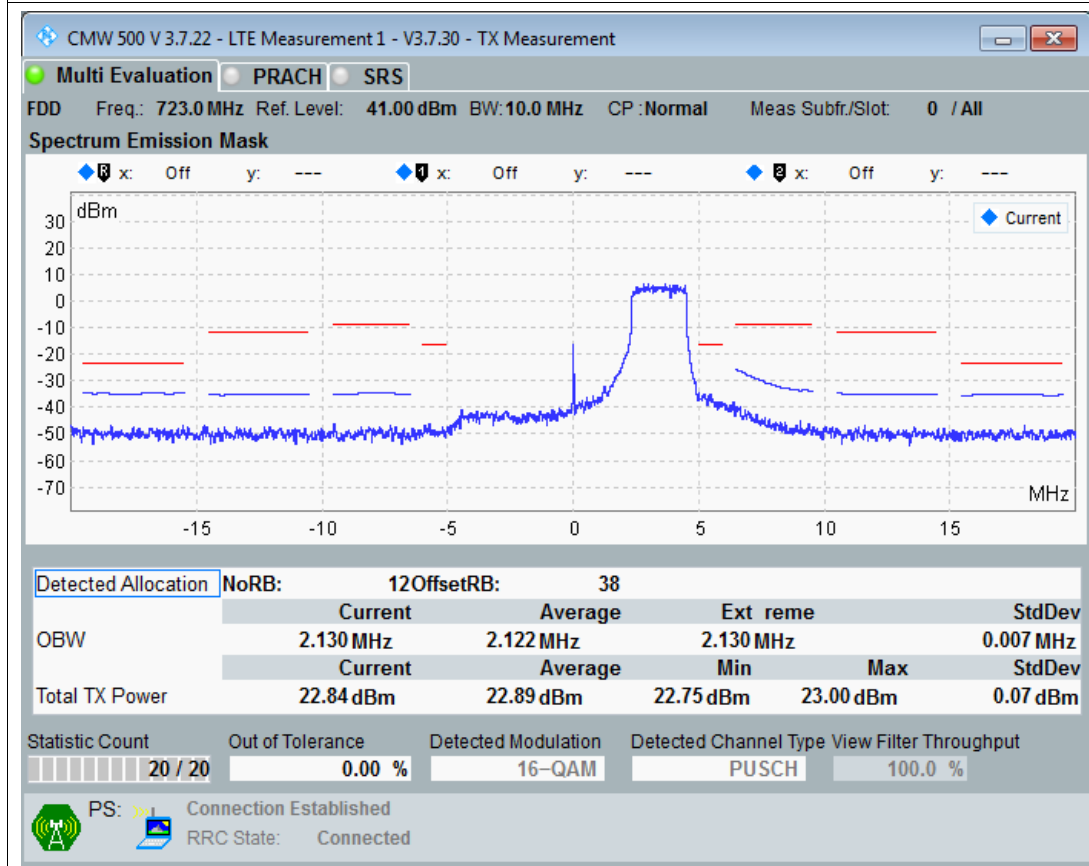 CMW 500 V 3.7.22 - LTE Measurement 1 - V3.7.30 - TX Measurement
Multi Evaluation PRACH SRS
FDD Freq.: 723.0 MHz Ref. Level: 41.00 dBm BW: 10.0 MHz CP : Normal Meas Subfr./Slot: 0 / All
Spectrum Emission Mask
R x: Off y: --- 1 x: Off y: --- 2 x: Off y: ---
dBm
Current
30
20
10
0
-10
-20
-30
-40
-50
-60
-70
MHz
-15 -10 -5 0 5 10 15
Detected Allocation NoRB: 12 OffsetRB: 38
Current Average Ext reme StdDev
OBW 2.130 MHz 2.122 MHz 2.130 MHz 0.007 MHz
Current Average Min Max StdDev
Total TX Power 22.84 dBm 22.89 dBm 22.75 dBm 23.00 dBm 0.07 dBm
Statistic Count Out of Tolerance Detected Modulation Detected Channel Type View Filter Throughput
20 / 20 0.00 % 16-QAM PUSCH 100.0 %
PS: Connection Established
RRC State: Connected